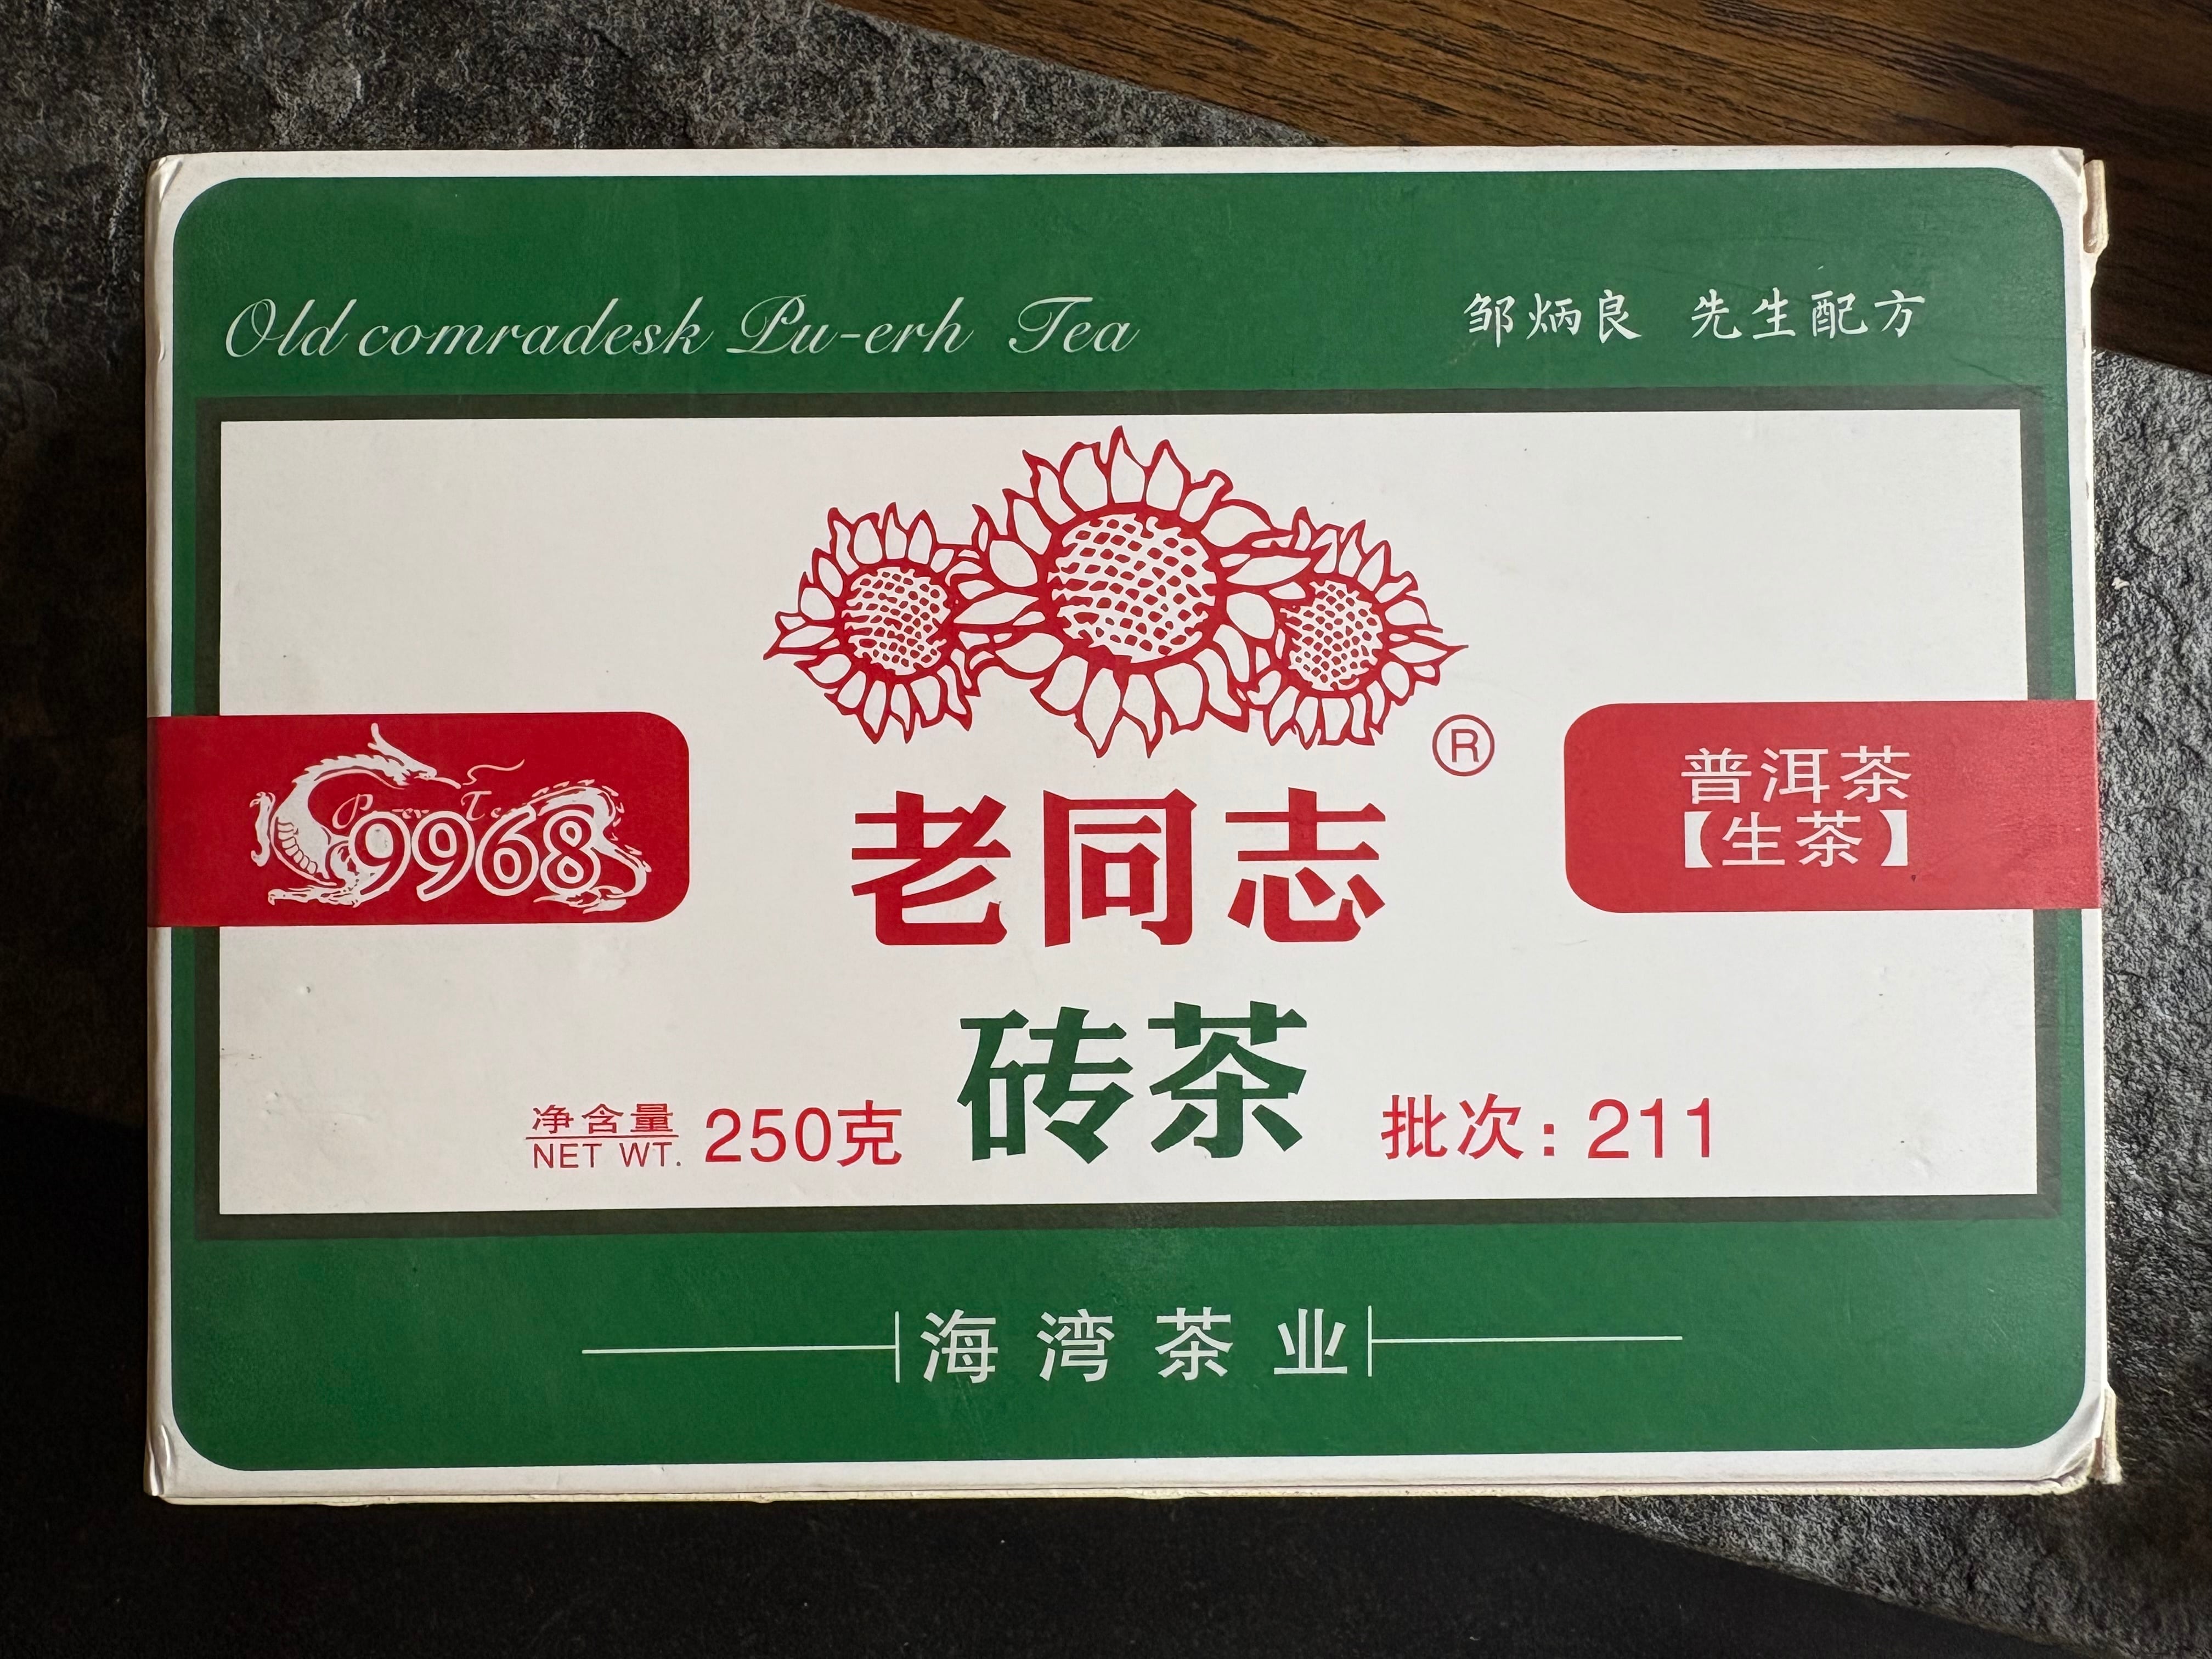 Old comradesk Pu-erh Tea
邹炳良 先生配方
®
9968
普洱茶
【生茶】
老同志
砖茶
净含量
NET WT. 250克
批次: 211
海湾茶业